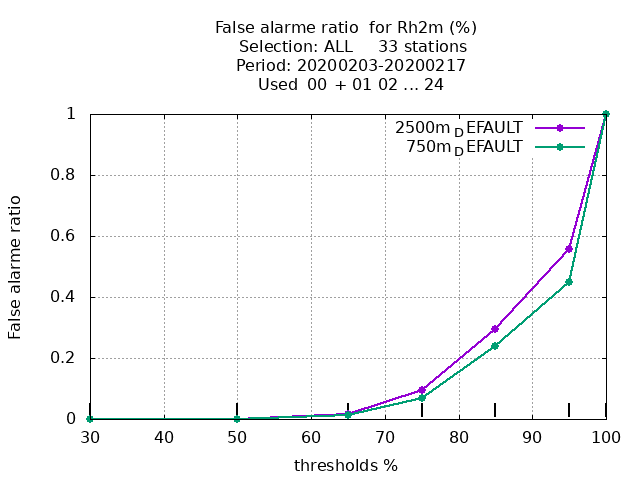 False alarme ratio  for Rh2m (%)
Selection: ALL     33 stations
Period: 20200203-20200217
Used  00 + 01 02 ... 24
2500m_DEFAULT
750m_DEFAULT
1
0.8
0.6
0.4
0.2
0
False alarme ratio
30 40 50 60 70 80 90 100
thresholds %